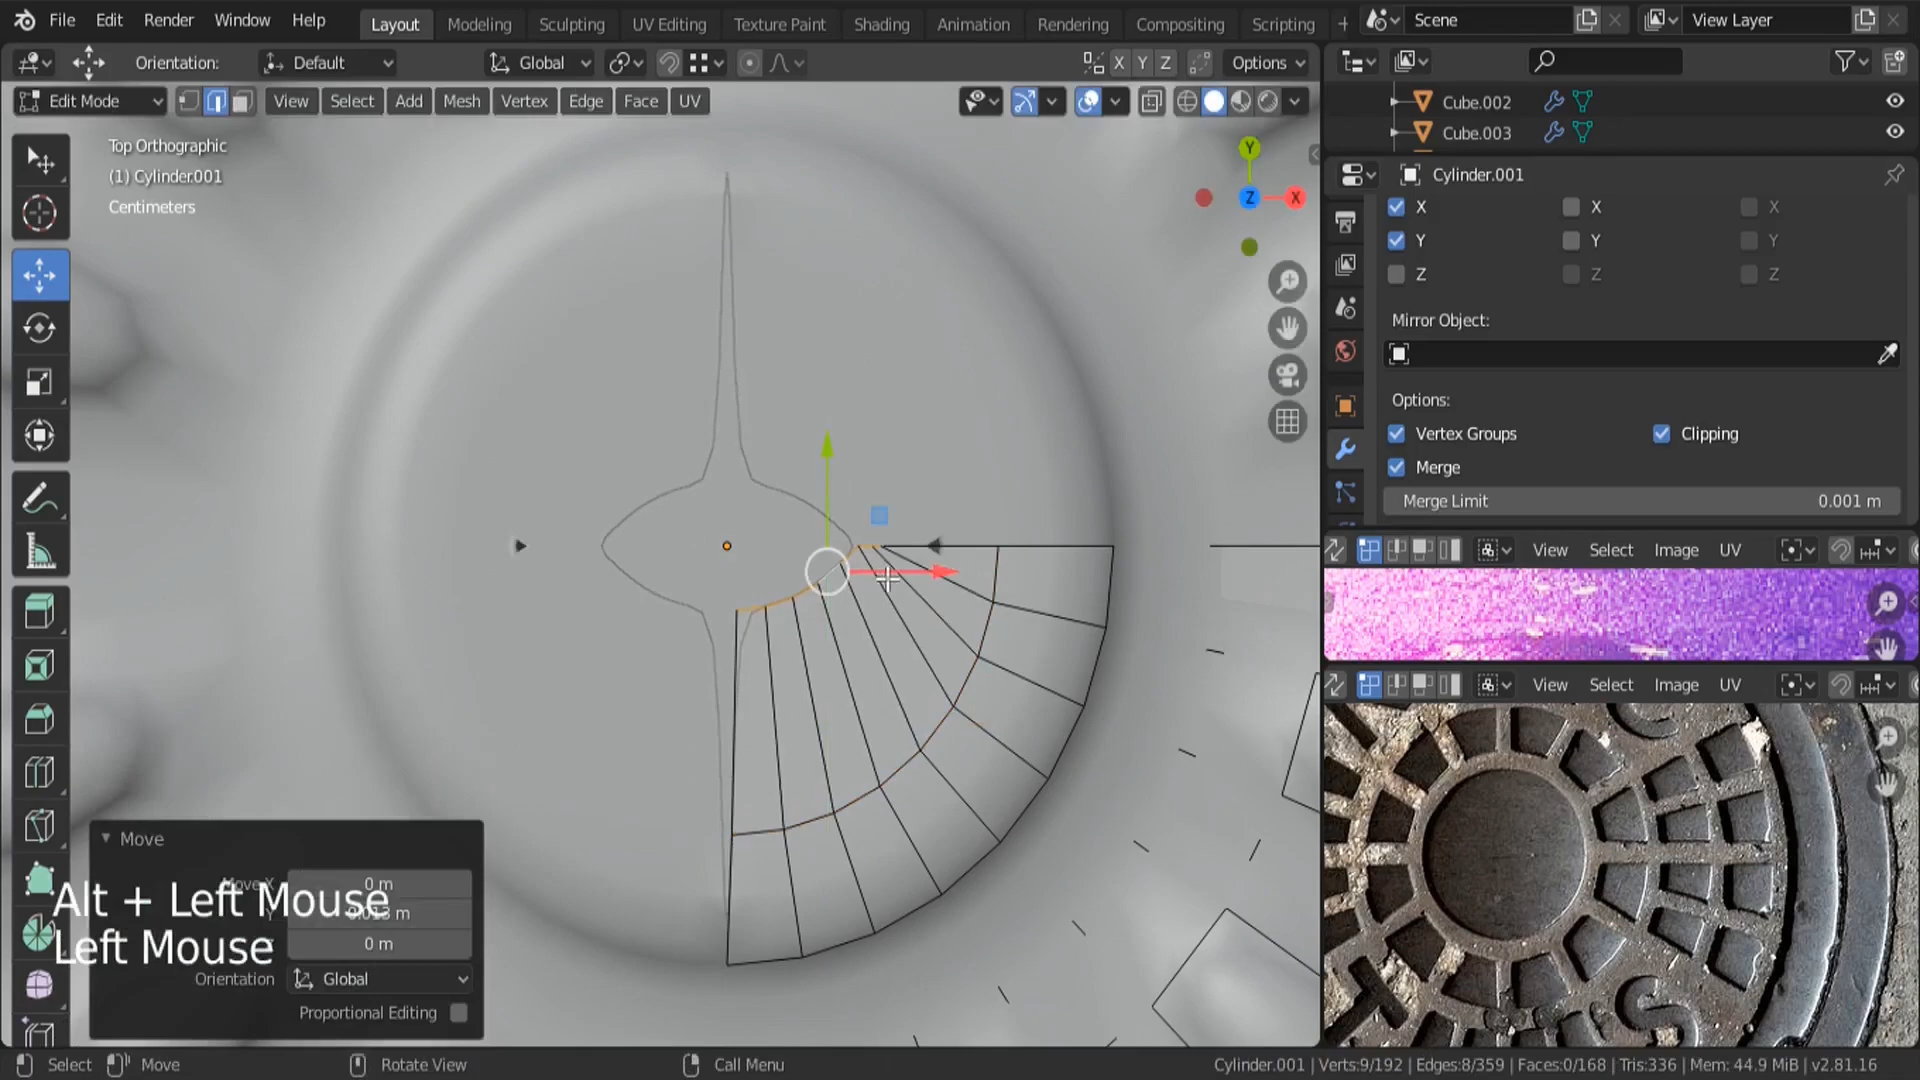 File Edit Render Window Help Layout Modeling Sculpting UV Editing Texture Paint Shading Animation Rendering Compositing Scripting + Scene View Layer
Orientation: Default Global X Y Z Options
Edit Mode View Select Add Mesh Vertex Edge Face UV
Cube.002
Cube.003
Top Orthographic
(1) Cylinder.001
Centimeters
Y
Z
X
Cylinder.001
X X X
Y Y Y
Z Z Z
Mirror Object:
Options:
Vertex Groups Clipping
Merge
Merge Limit 0.001 m
View Select Image UV
View Select Image UV
Move
Move X 0 m
Alt + Left Mouse
m
Left Mouse
0 m
Orientation Global
Proportional Editing
Select Move Rotate View Call Menu Cylinder.001 | Verts:9/192 | Edges:8/359 | Faces:0/168 | Tris:336 | Mem: 44.9 MiB | v2.81.16